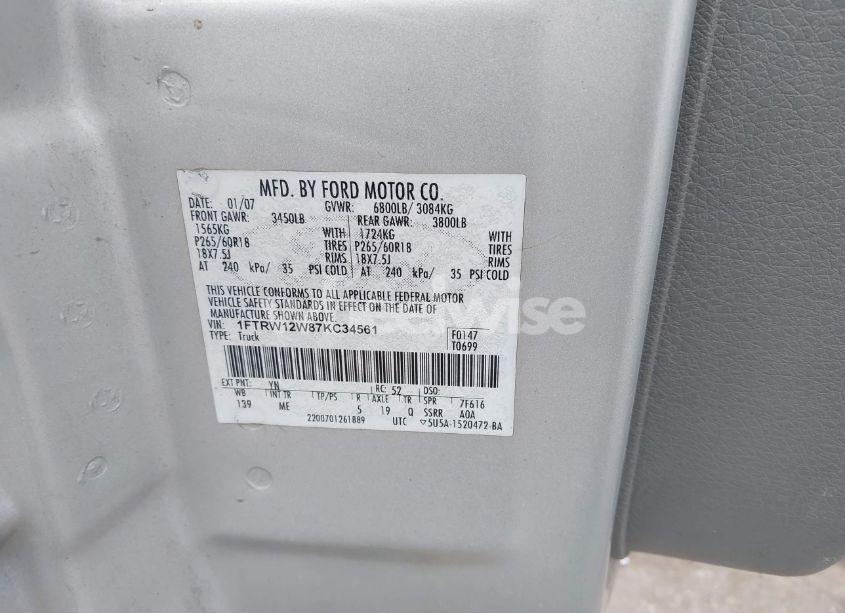 MFD. BY FORD MOTOR CO.
DATE: 01/07 GVWR: 6800LB/ 3084KG
FRONT GAWR: 3450LB REAR GAWR: 3800LB
1565KG WITH 1724KG WITH
P265/60R18 TIRES P265/60R18 TIRES
18X7.5J RIMS 18X7.5J RIMS
AT 240 kPa/ 35 PSI COLD AT 240 kPa/ 35 PSI COLD
THIS VEHICLE CONFORMS TO ALL APPLICABLE FEDERAL MOTOR
VEHICLE SAFETY STANDARDS IN EFFECT ON THE DATE OF
MANUFACTURE SHOWN ABOVE.
VIN: 1FTRW12W87KC34561 F0147
TYPE: Truck T0699
EXT PNT: YN RC: 52 DSO:
WB INT TR TP/PS R AXLE TR SPR 7F616
139 ME 5 19 Q SSRR AOA
2200701261889 UTC ▽5U5A-1520472-BA